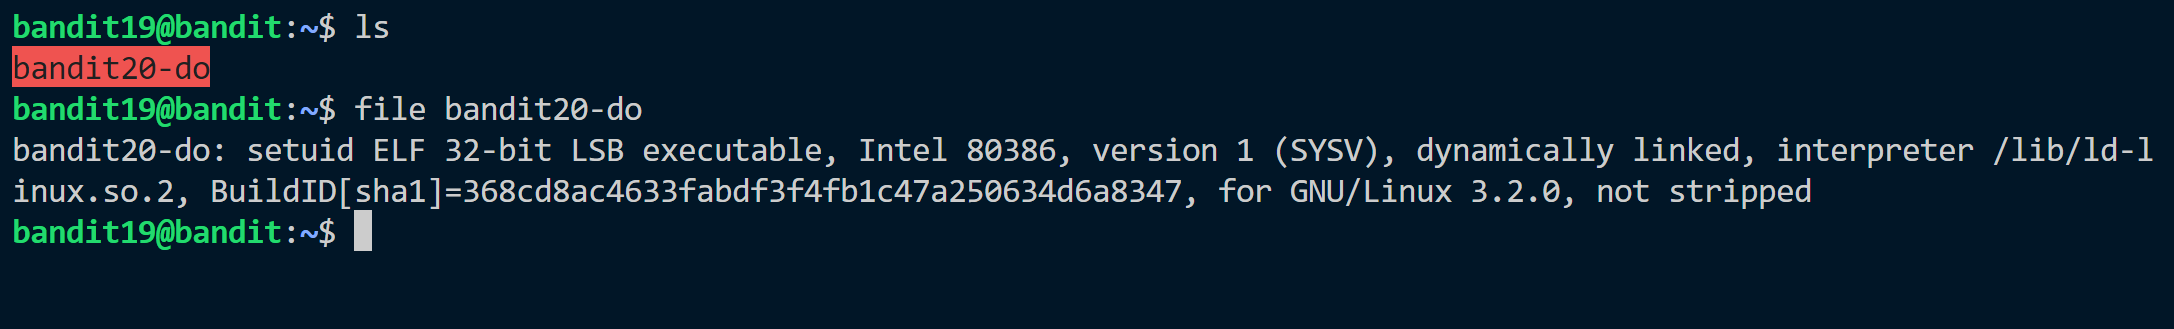 bandit19@bandit:~$ ls
bandit20-do
bandit19@bandit:~$ file bandit20-do
bandit20-do: setuid ELF 32-bit LSB executable, Intel 80386, version 1 (SYSV), dynamically linked, interpreter /lib/ld-l
inux.so.2, BuildID[sha1]=368cd8ac4633fabdf3f4fb1c47a250634d6a8347, for GNU/Linux 3.2.0, not stripped
bandit19@bandit:~$